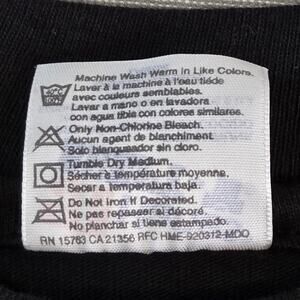 Machine Wash Warm in Like Colors.
Laver à la machine à l'eau tiède
avec couleurs semblables.
Lavar a mano o en lavadora
con agua tibia con colores similares.
Only Non-Chlorine Bleach.
Aucun agent de blanchiment.
Solo blanqueador sin cloro.
Tumble Dry Medium.
Sécher à température moyenne.
Secar a temperatura baja.
Do Not Iron If Decorated.
Ne pas repasser si décoré.
No planchar si tiene estampado.
RN 15763 CA 21356 RFC HME-920312-MDO